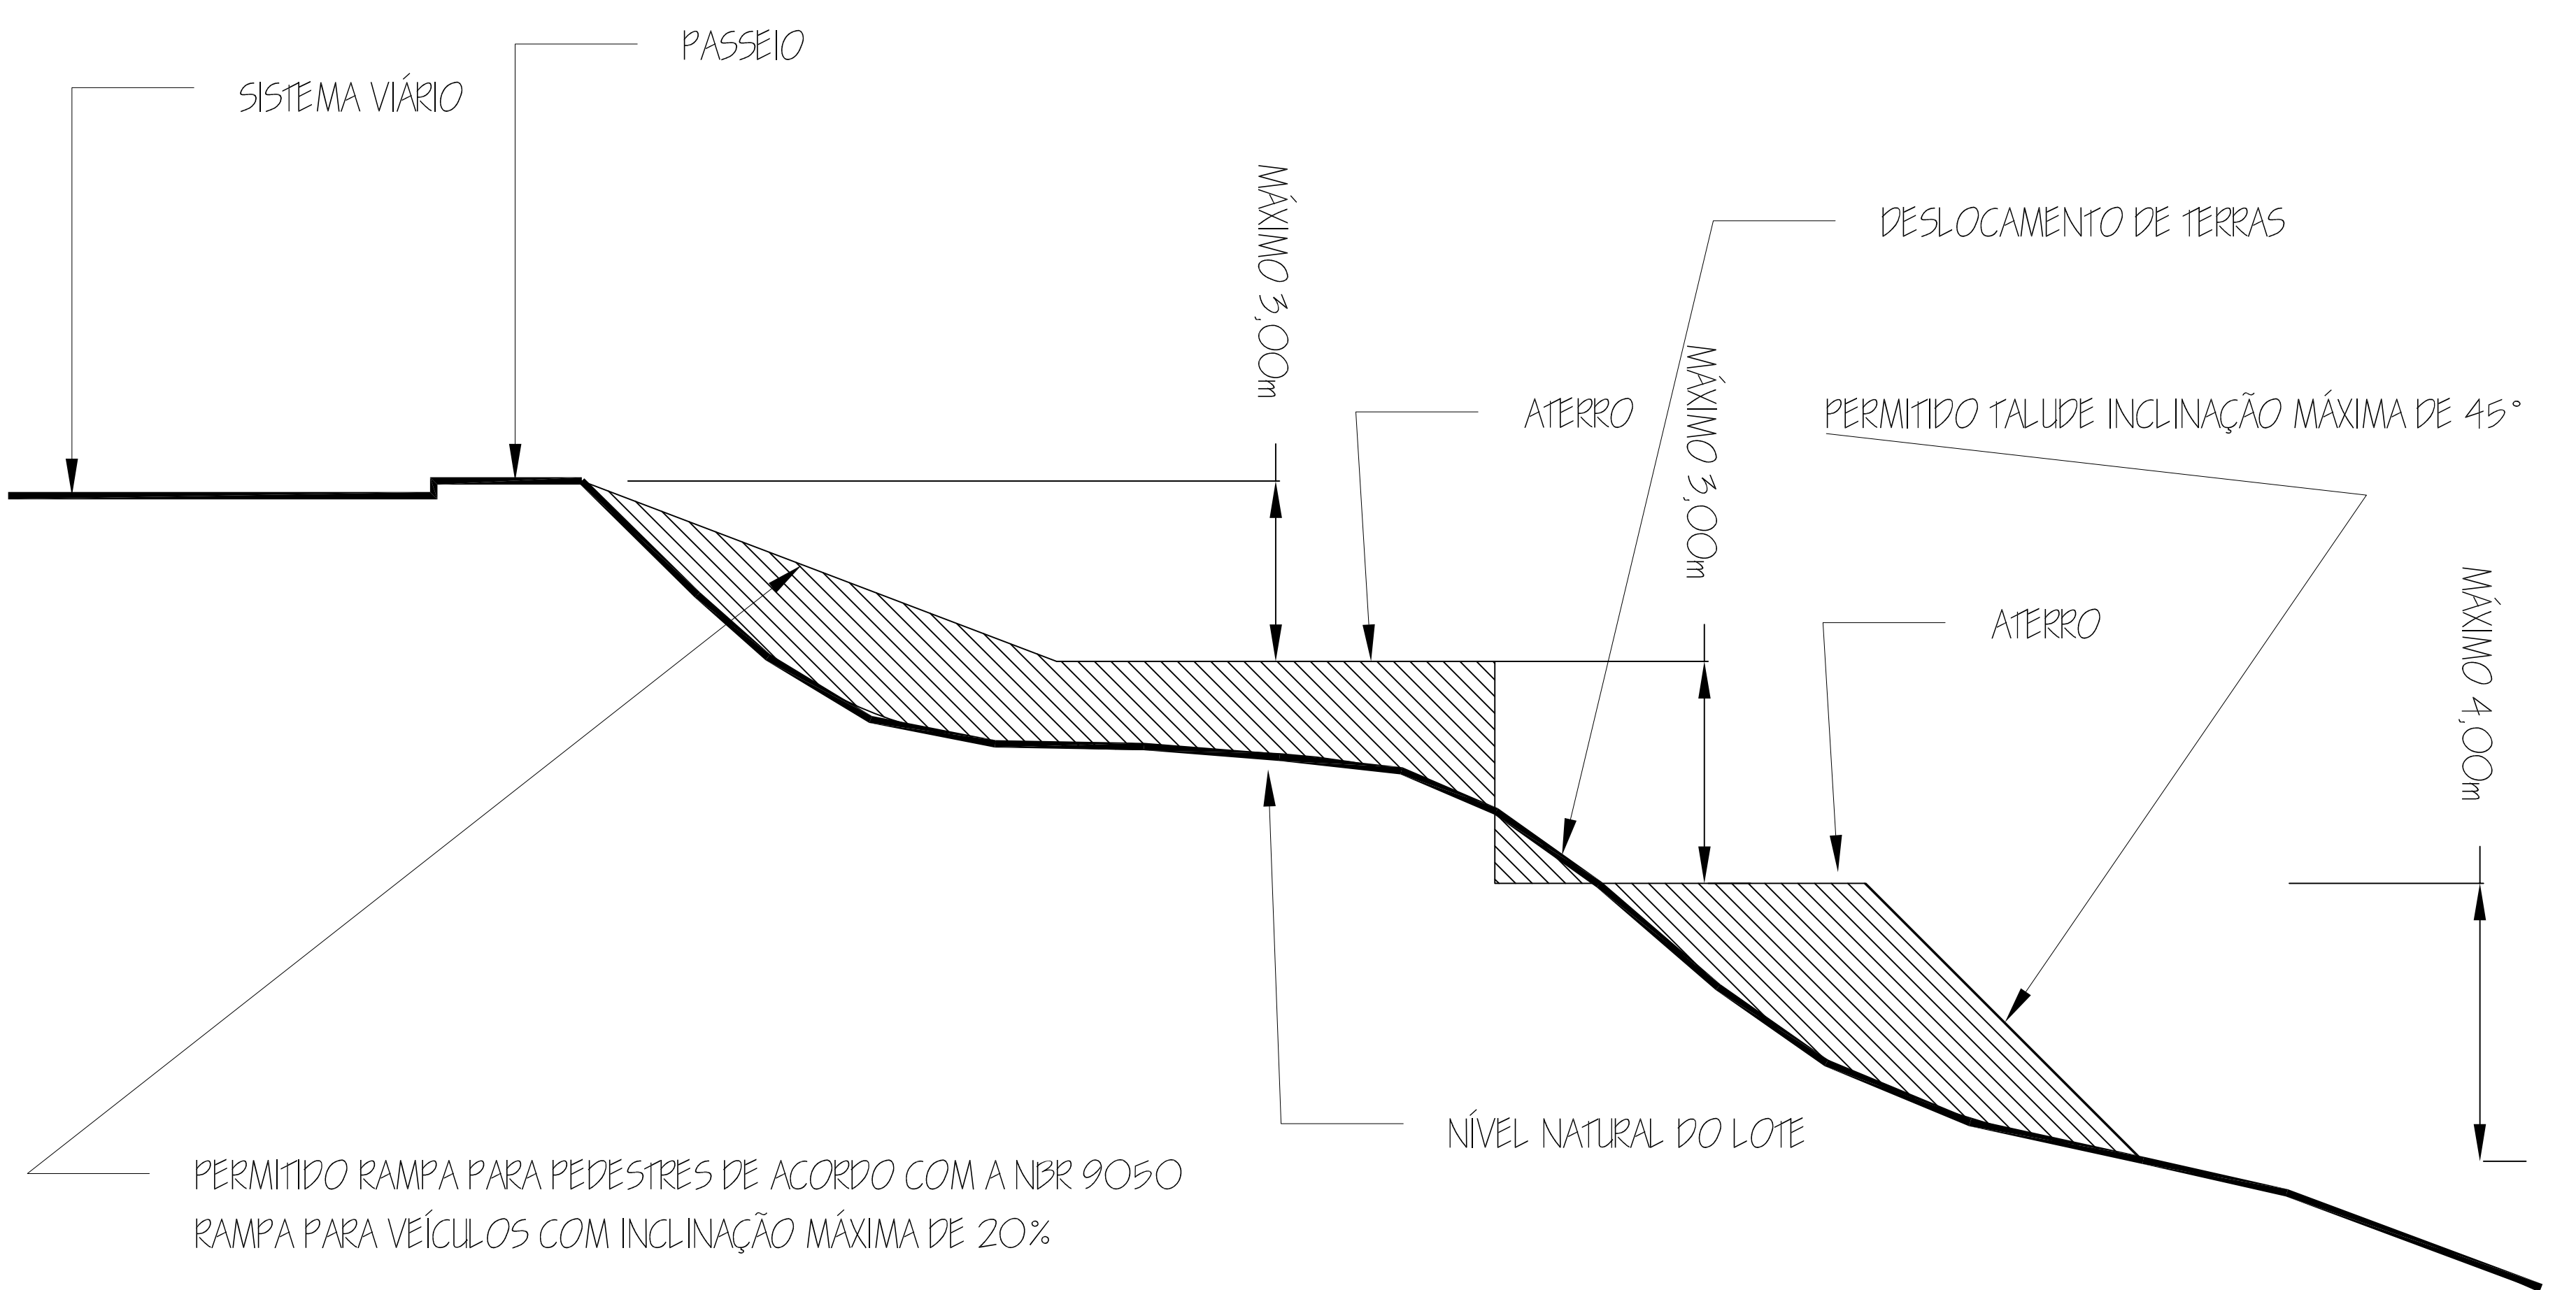 PASSEIO
SISTEMA VIÁRIO
MÁXIMO 3,00m
DESLOCAMENTO DE TERRAS
MÁXIMO 3,00m
ATERRO
PERMITIDO TALUDE INCLINAÇÃO MÁXIMA DE 45°
MÁXIMO 4,00m
ATERRO
NÍVEL NATURAL DO LOTE
PERMITIDO RAMPA PARA PEDESTRES DE ACORDO COM A NBR 9050
RAMPA PARA VEÍCULOS COM INCLINAÇÃO MÁXIMA DE 20%